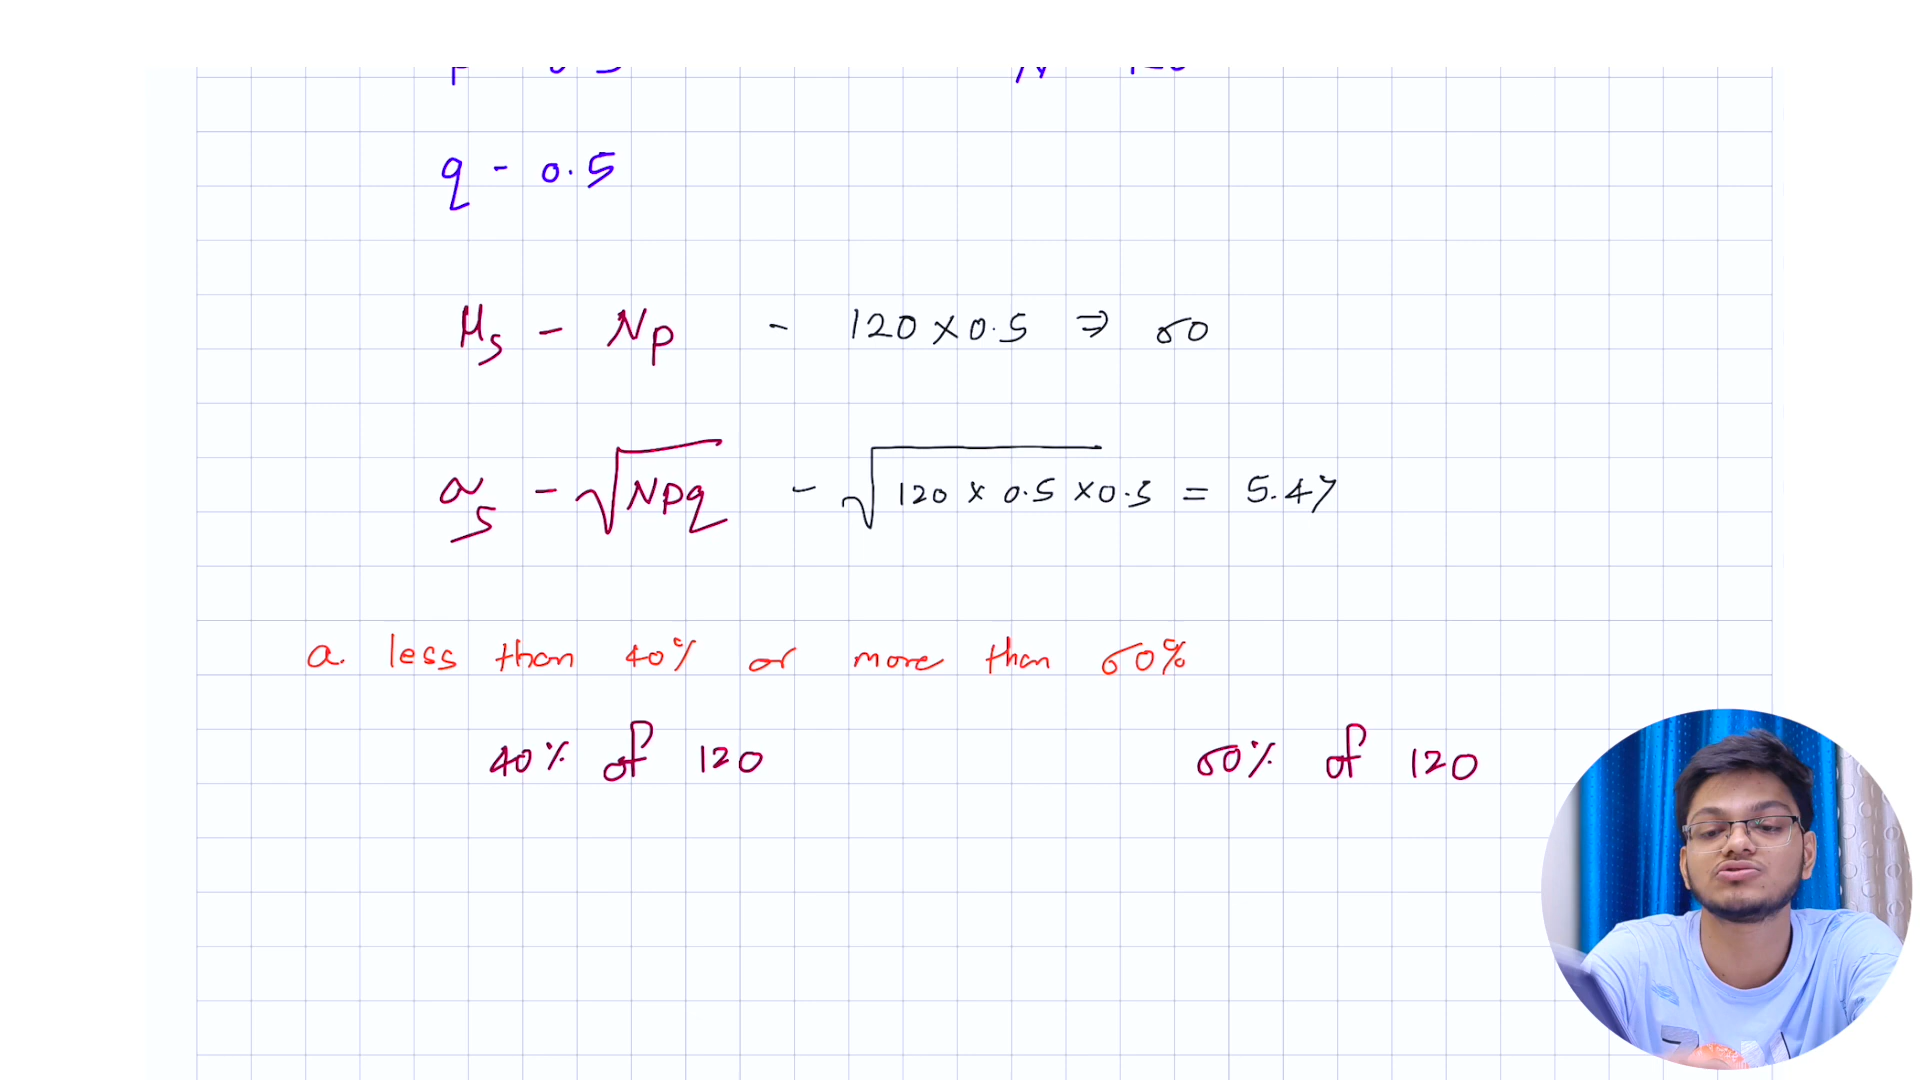 q - 0.5
μs - Np - 120 × 0.5 ⇒ 60
σs - √Npq - √120 × 0.5 × 0.5 = 5.47
a. less than 40% or more than 60%
40% of 120 60% of 120